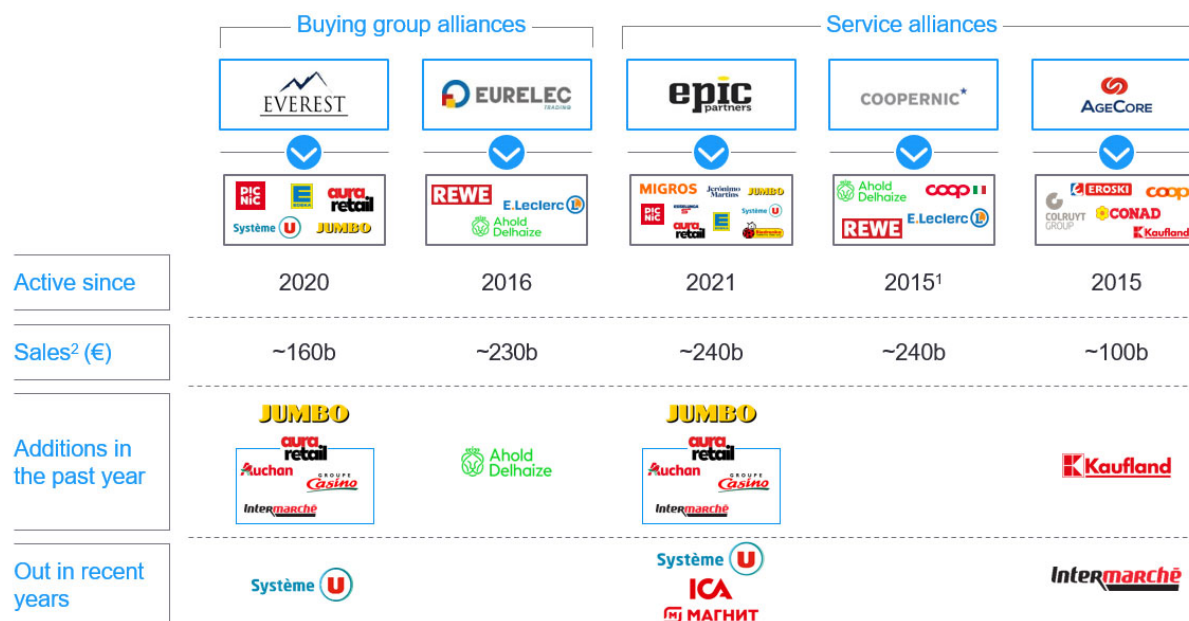 Buying group alliances
Service alliances
EVEREST
EURELEC
TRADING
epic
partners
COOPERNIC
AGECORE
PIC
NIC
E
aura
retail
Système U
JUMBO
REWE
E.Leclerc
Ahold
Delhaize
MIGROS
Jerónimo
Martins
JUMBO
PIC
NIC
ESSELUNGA
E
Système U
aura
retail
Ahold
Delhaize
coop
E.Leclerc
REWE
EROSKI
coop
COLRUYT
GROUP
CONAD
Kaufland
Active since
2020
2016
2021
2015¹
2015
Sales² (€)
~160b
~230b
~240b
~240b
~100b
Additions in
the past year
JUMBO
aura
retail
Auchan
GROUPE
Casino
Intermarché
Ahold
Delhaize
JUMBO
aura
retail
Auchan
GROUPE
Casino
Intermarché
Kaufland
Out in recent
years
Système U
Système U
ICA
МАГНИТ
Intermarché